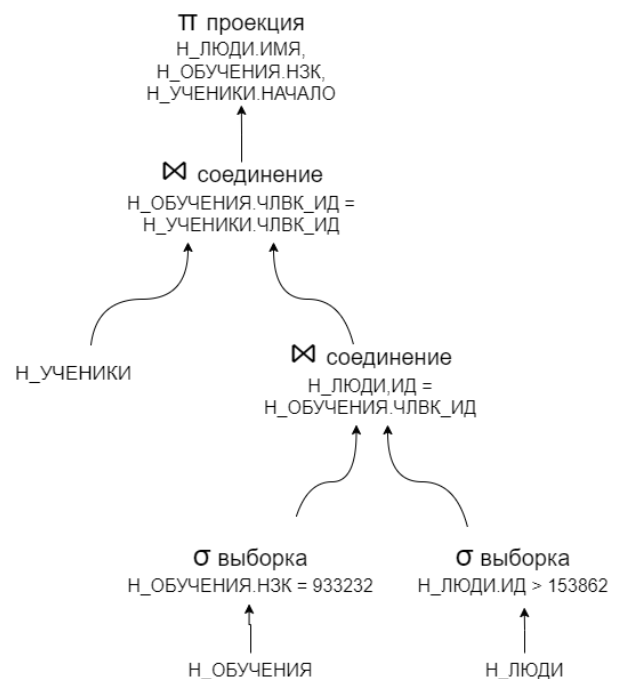 π проекция
Н_ЛЮДИ.ИМЯ,
Н_ОБУЧЕНИЯ.НЗК,
Н_УЧЕНИКИ.НАЧАЛО
⋈ соединение
Н_ОБУЧЕНИЯ.ЧЛВК_ИД =
Н_УЧЕНИКИ.ЧЛВК_ИД
Н_УЧЕНИКИ
⋈ соединение
Н_ЛЮДИ,ИД =
Н_ОБУЧЕНИЯ.ЧЛВК_ИД
σ выборка
Н_ОБУЧЕНИЯ.НЗК = 933232
σ выборка
Н_ЛЮДИ.ИД > 153862
Н_ОБУЧЕНИЯ
Н_ЛЮДИ